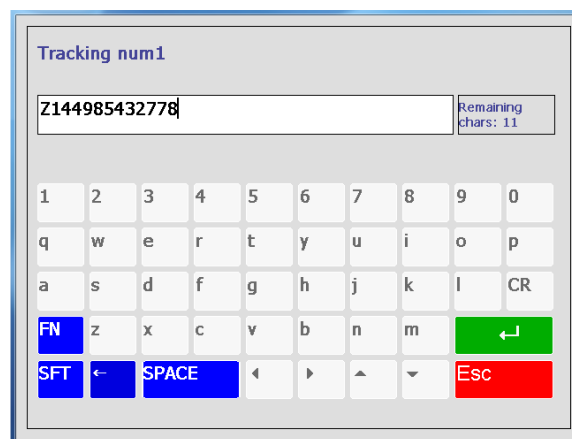 Tracking num1
Z144985432778
Remaining
chars: 11
1 2 3 4 5 6 7 8 9 0
q w e r t y u i o p
a s d f g h j k l CR
FN z x c v b n m
SFT ← SPACE Esc